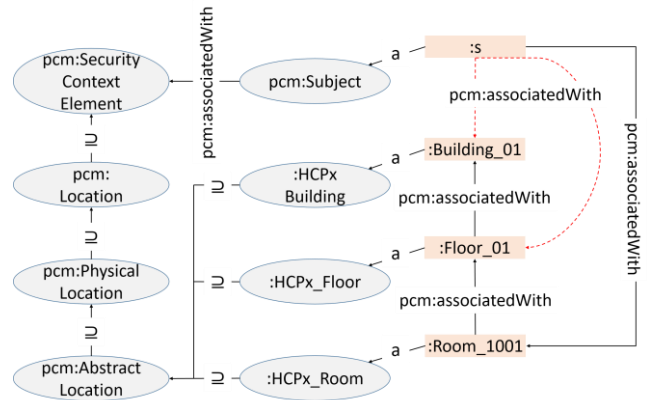 pcm:Security
Context
Element
pcm:associatedWith
pcm:Subject
a
:s
pcm:associatedWith
pcm:associatedWith
⊇
pcm:
Location
⊇
:HCPx
Building
a
:Building_01
pcm:associatedWith
⊇
pcm:Physical
Location
⊇
:HCPx_Floor
a
:Floor_01
pcm:associatedWith
⊇
pcm:Abstract
Location
⊇
:HCPx_Room
a
:Room_1001